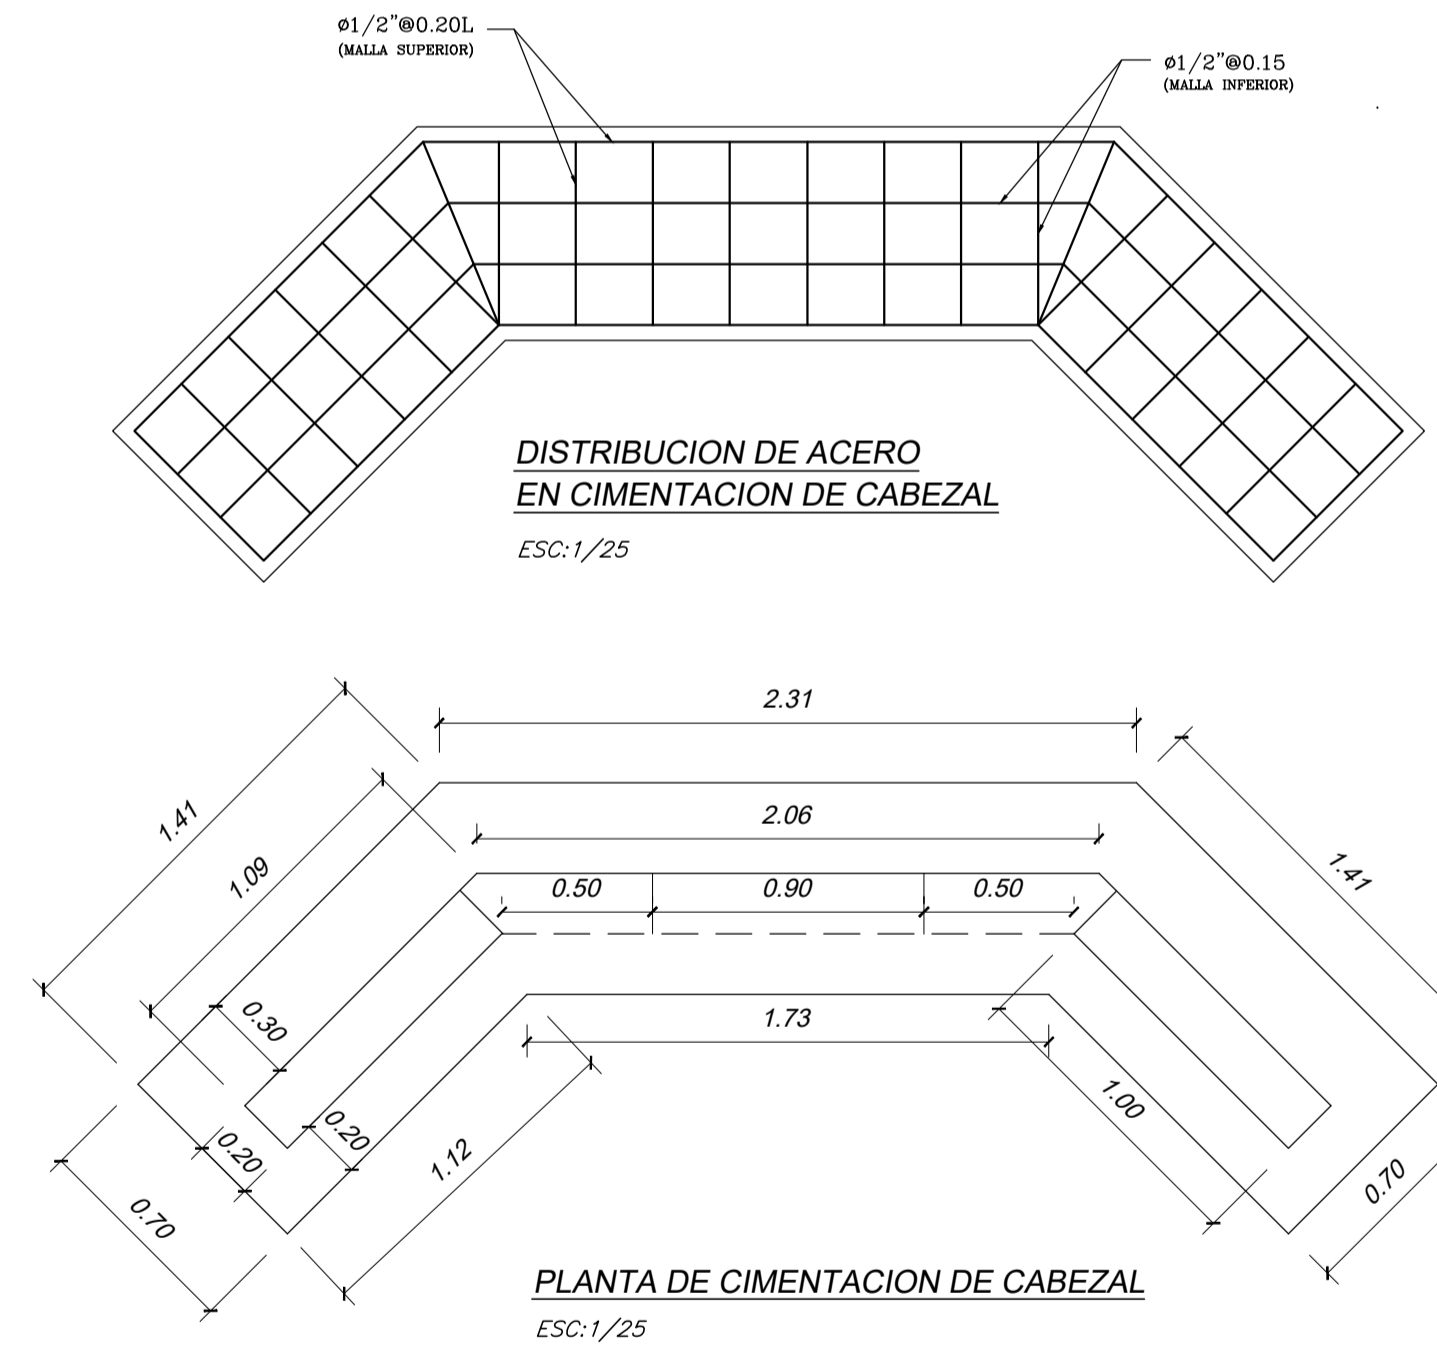 ø1/2"@0.20L
(MALLA SUPERIOR)
ø1/2"@0.15
(MALLA INFERIOR)
DISTRIBUCION DE ACERO
EN CIMENTACION DE CABEZAL
ESC:1/25
2.31
1.41
2.06
1.09
1.41
0.50 0.90 0.50
0.30
1.73
1.00
0.20
0.20
1.12
0.70
0.70
PLANTA DE CIMENTACION DE CABEZAL
ESC:1/25